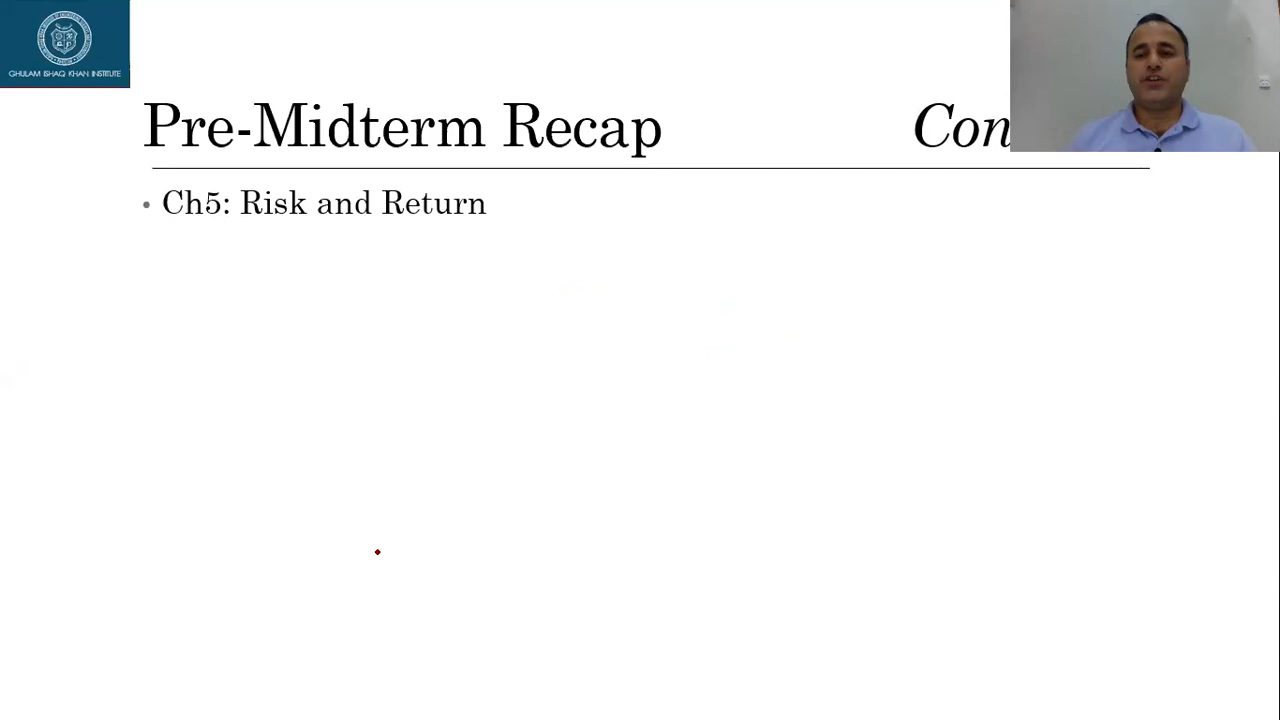 GHULAM ISHAQ KHAN INSTITUTE
Pre-Midterm Recap Con
• Ch5: Risk and Return